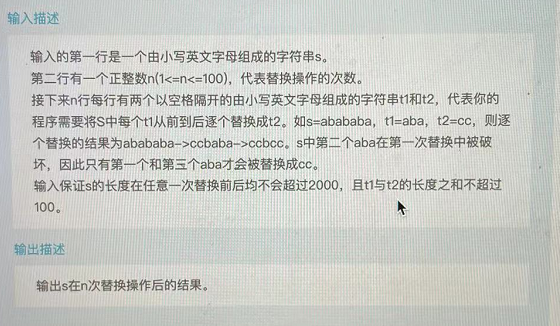 输入描述
输入的第一行是一个由小写英文字母组成的字符串s。
第二行有一个正整数n(1<=n<=100)，代表替换操作的次数。
接下来n行每行有两个以空格隔开的由小写英文字母组成的字符串t1和t2，代表你的
程序需要将S中每个t1从前到后逐个替换成t2。如s=abababa，t1=aba，t2=cc，则逐
个替换的结果为abababa->ccbaba->ccbcc。s中第二个aba在第一次替换中被破
坏，因此只有第一个和第三个aba才会被替换成cc。
输入保证s的长度在任意一次替换前后均不会超过2000，且t1与t2的长度之和不超过
100。
输出描述
输出s在n次替换操作后的结果。